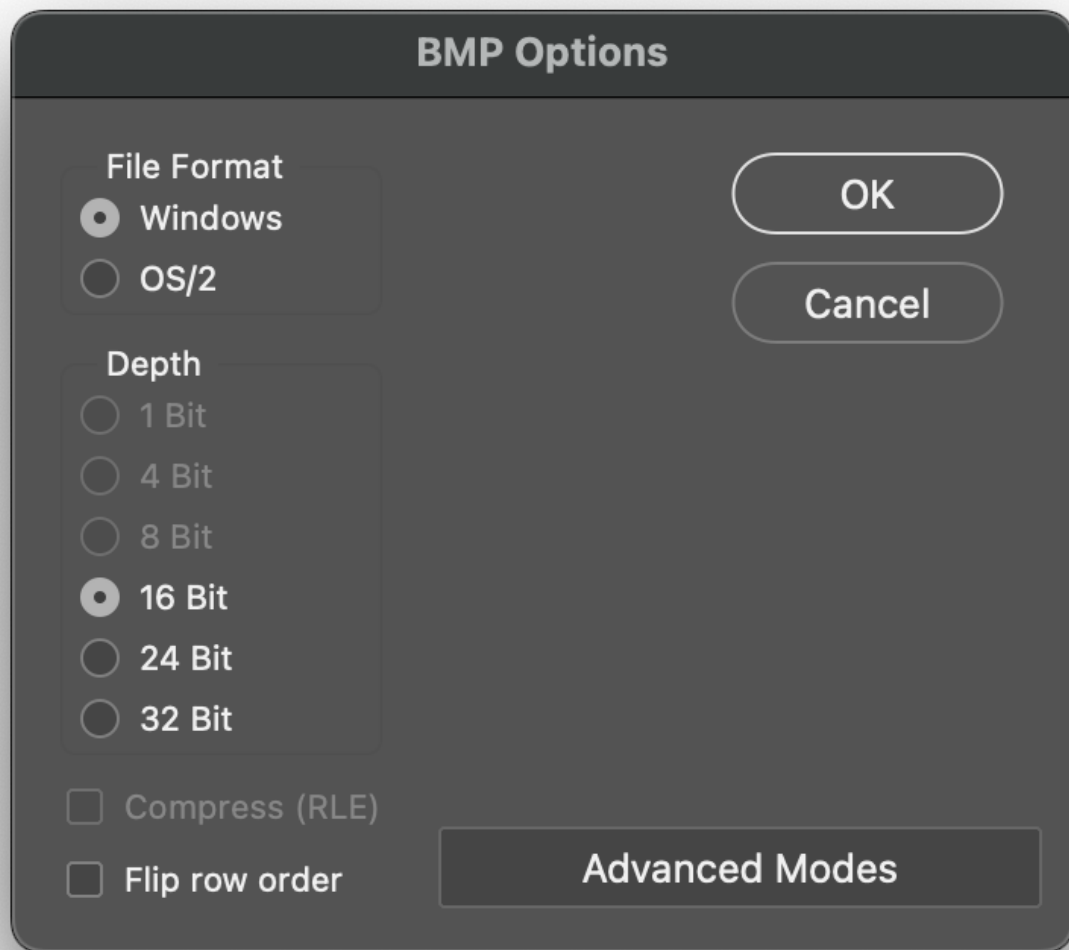 BMP Options
File Format
Windows
OS/2
OK
Cancel
Depth
1 Bit
4 Bit
8 Bit
16 Bit
24 Bit
32 Bit
Compress (RLE)
Flip row order
Advanced Modes